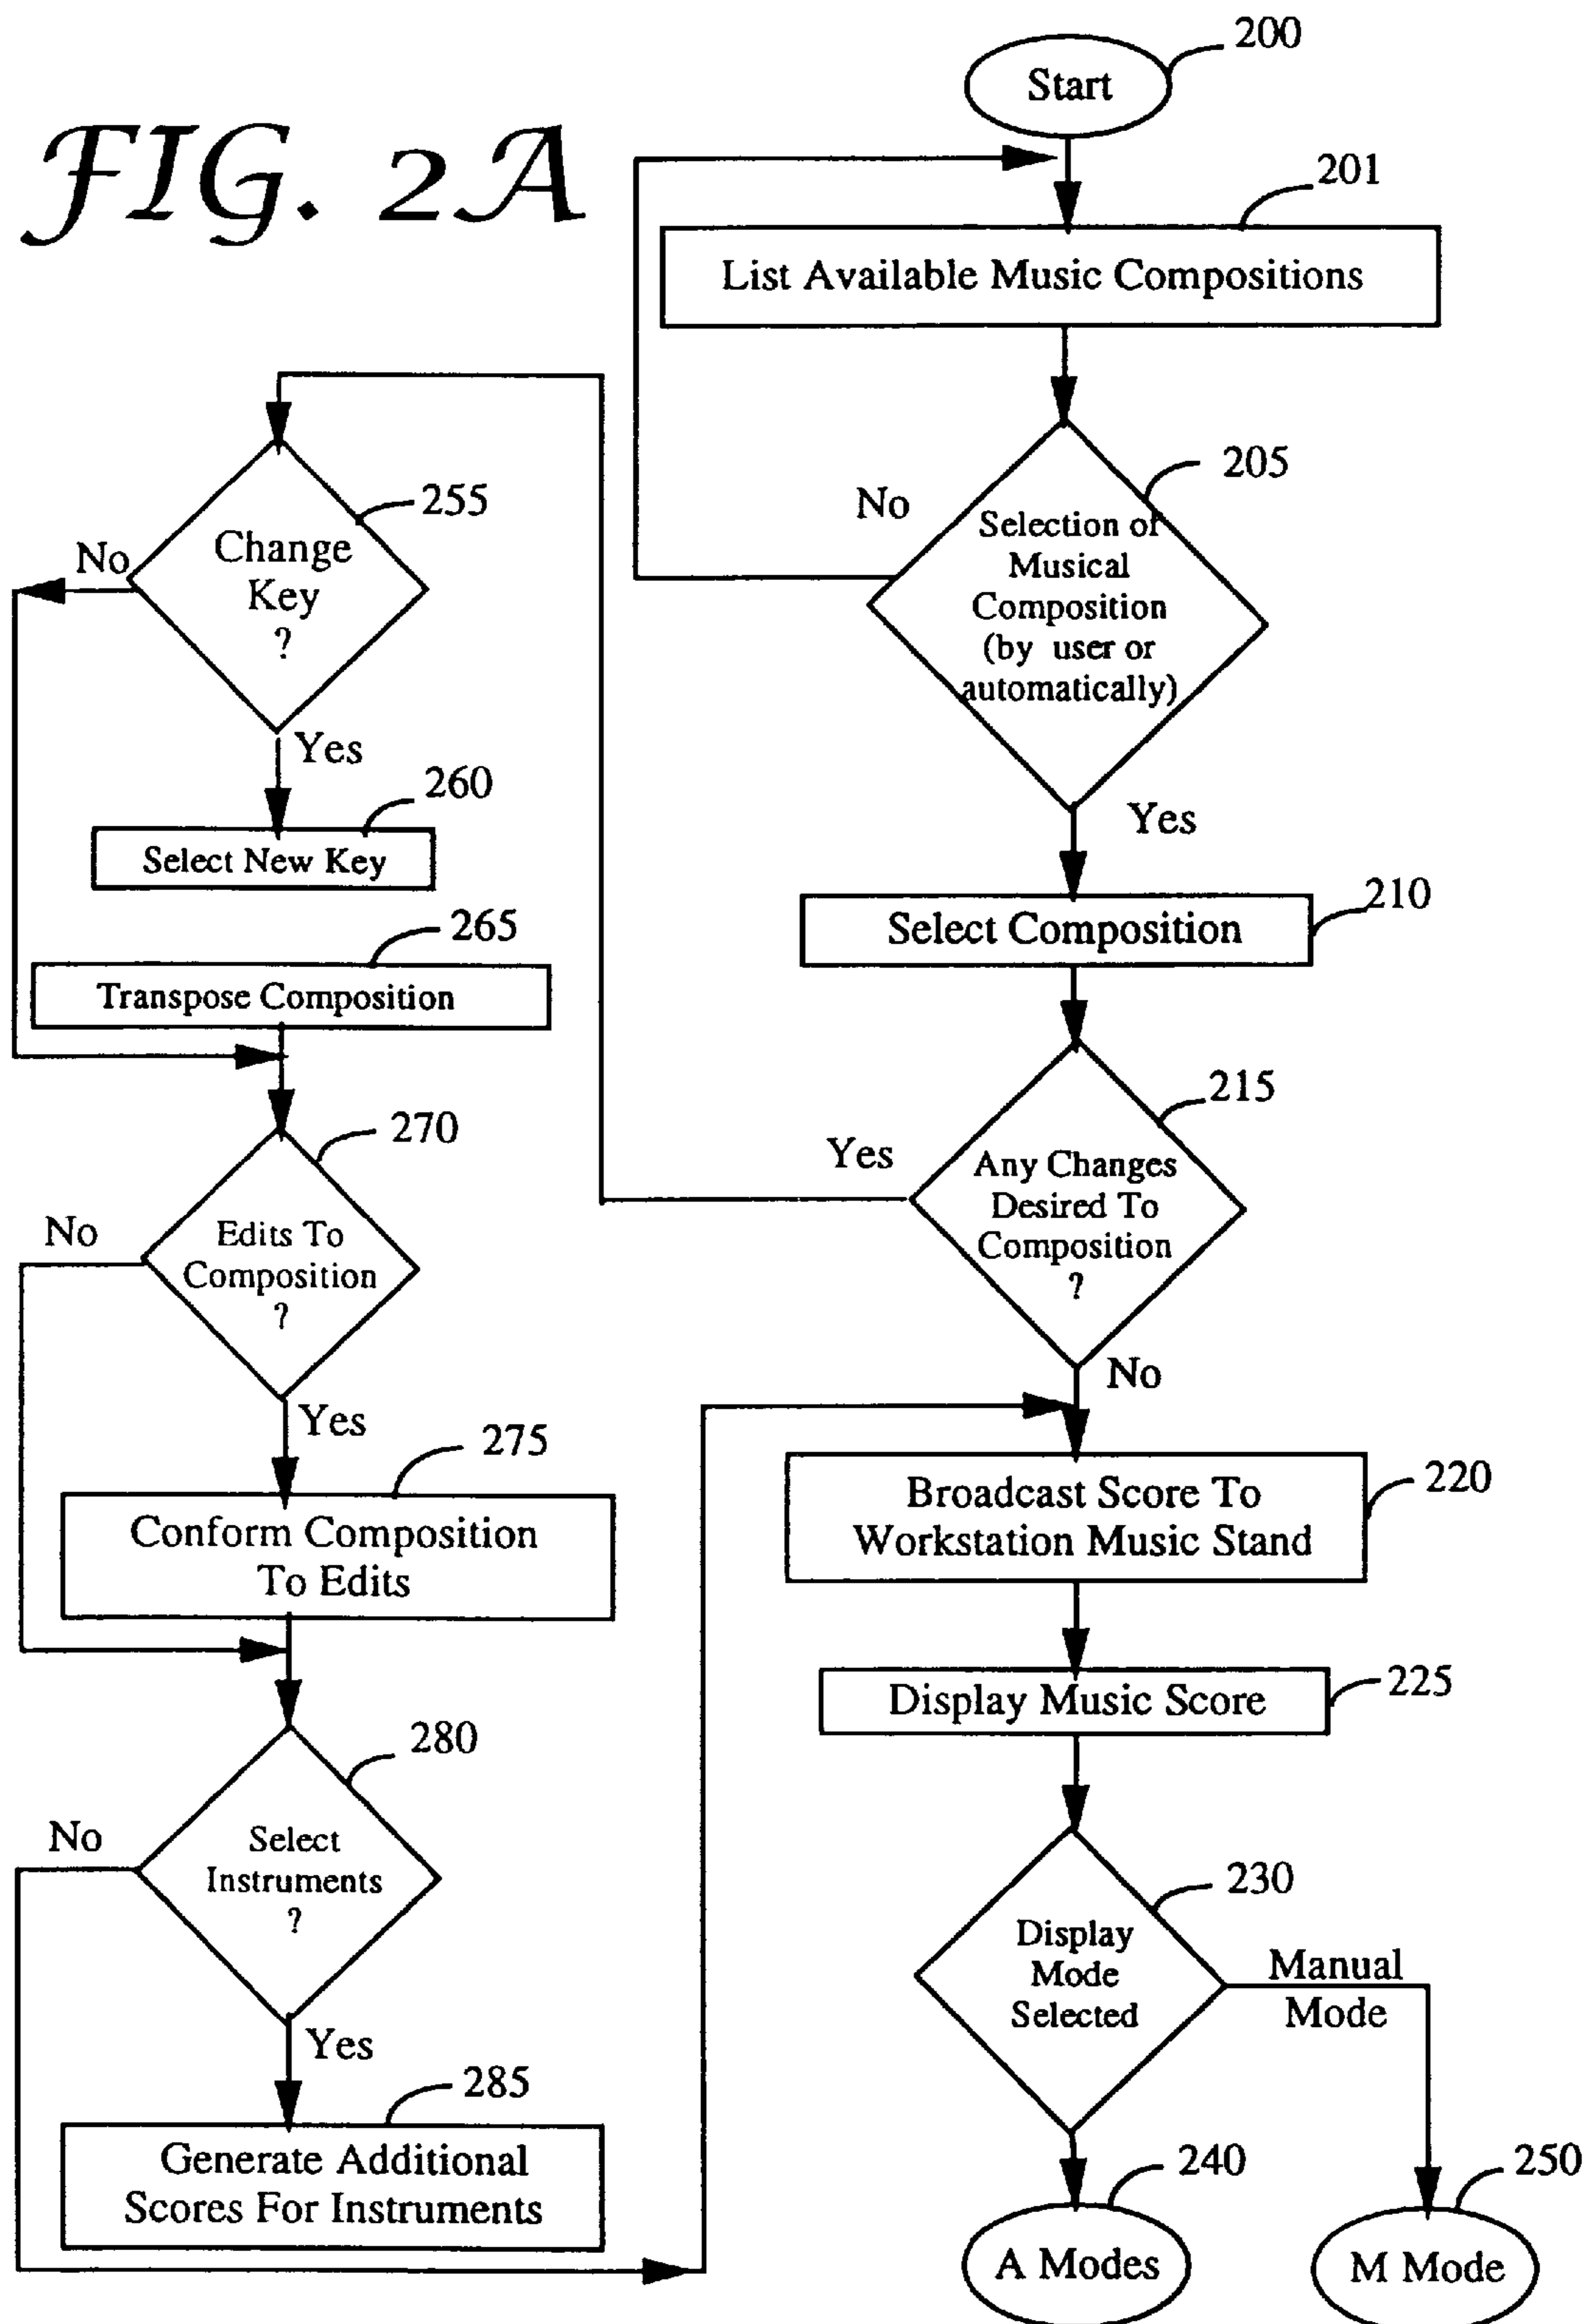 FIG. 2A
Start
200
201
List Available Music Compositions
205
No
Selection of
Musical
Composition
(by user or
automatically)
Yes
210
Select Composition
215
Yes
Any Changes
Desired To
Composition
?
No
220
Broadcast Score To
Workstation Music Stand
225
Display Music Score
230
Display
Mode
Selected
Manual
Mode
240
A Modes
250
M Mode
255
No
Change
Key
?
Yes
260
Select New Key
265
Transpose Composition
270
No
Edits To
Composition
?
Yes
275
Conform Composition
To Edits
280
No
Select
Instruments
?
Yes
285
Generate Additional
Scores For Instruments